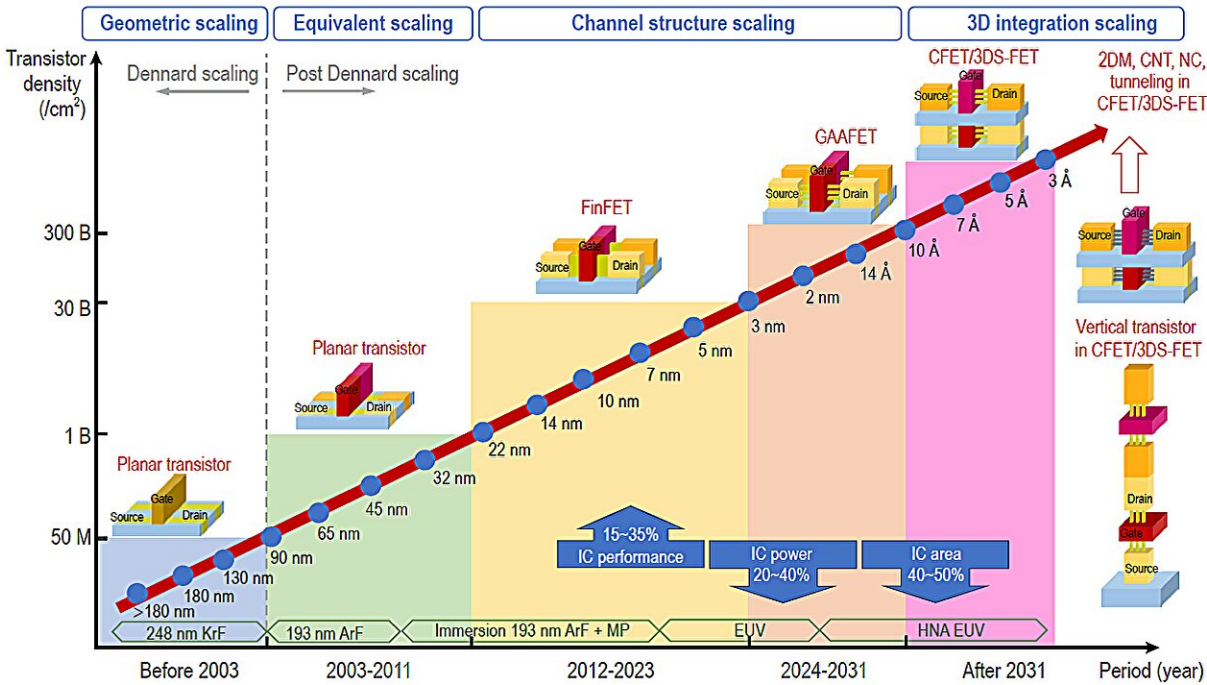 Geometric scaling
Equivalent scaling
Channel structure scaling
3D integration scaling
Transistor
density
(/cm²)
Dennard scaling
Post Dennard scaling
CFET/3DS-FET
Gate
Source
Drain
2DM, CNT, NC,
tunneling in
CFET/3DS-FET
GAAFET
Gate
Source
Drain
FinFET
Gate
Source
Drain
Planar transistor
Gate
Source
Drain
Planar transistor
Gate
Source
Drain
Gate
Source
Drain
Vertical transistor
in CFET/3DS-FET
Drain
Gate
Source
300 B
30 B
1 B
50 M
>180 nm
180 nm
130 nm
90 nm
65 nm
45 nm
32 nm
22 nm
14 nm
10 nm
7 nm
5 nm
3 nm
2 nm
14 Å
10 Å
7 Å
5 Å
3 Å
15~35%
IC performance
IC power
20~40%
IC area
40~50%
248 nm KrF
193 nm ArF
Immersion 193 nm ArF + MP
EUV
HNA EUV
Before 2003
2003-2011
2012-2023
2024-2031
After 2031
Period (year)